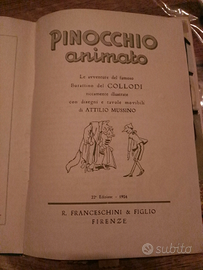 PINOCCHIO
animato
Le avventure del famoso
Burattino del COLLODI
nuovamente illustrate
con disegni e tavole movibili
di ATTILIO MUSSINO
R. FRANCESCHINI & FIGLIO
FIRENZE
subito